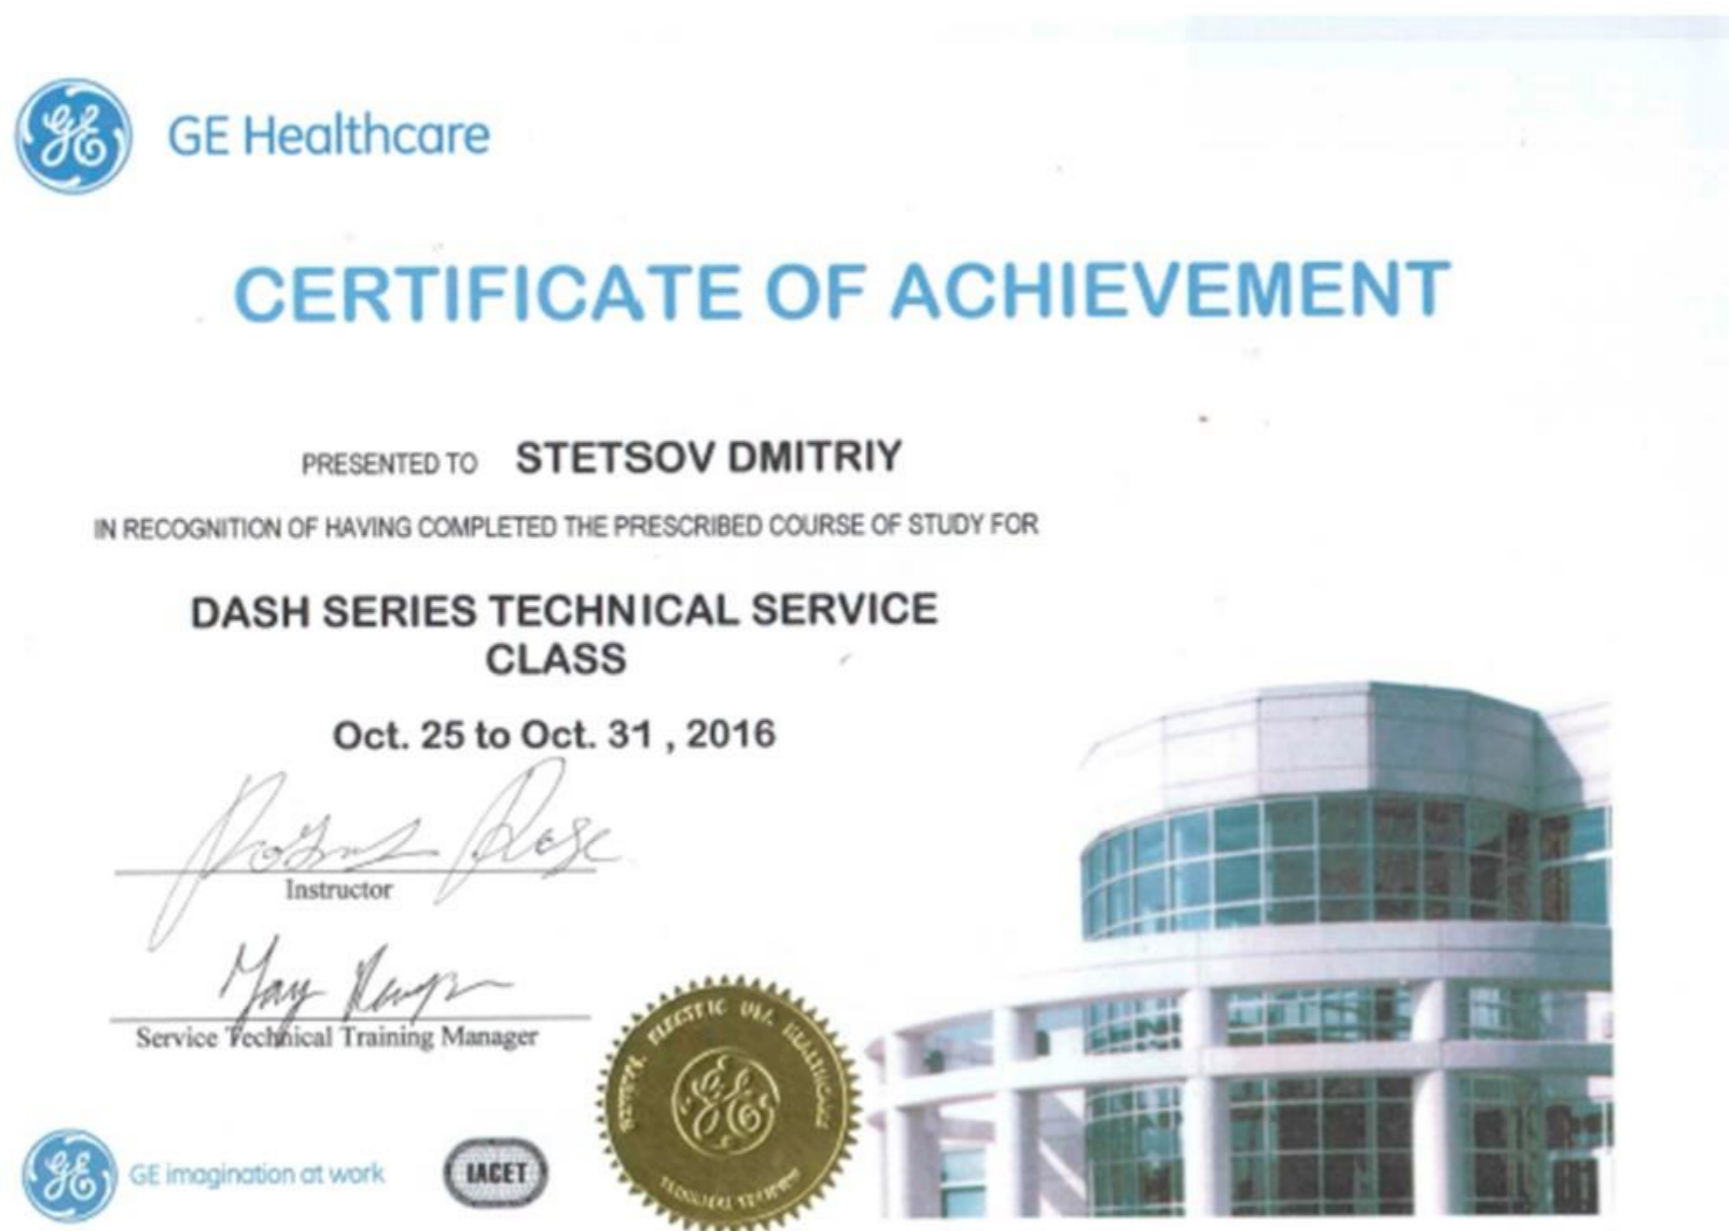 GE Healthcare
CERTIFICATE OF ACHIEVEMENT
PRESENTED TO STETSOV DMITRIY
IN RECOGNITION OF HAVING COMPLETED THE PRESCRIBED COURSE OF STUDY FOR
DASH SERIES TECHNICAL SERVICE
CLASS
Oct. 25 to Oct. 31 , 2016
Instructor
Service Technical Training Manager
GE imagination at work
IACET
GE